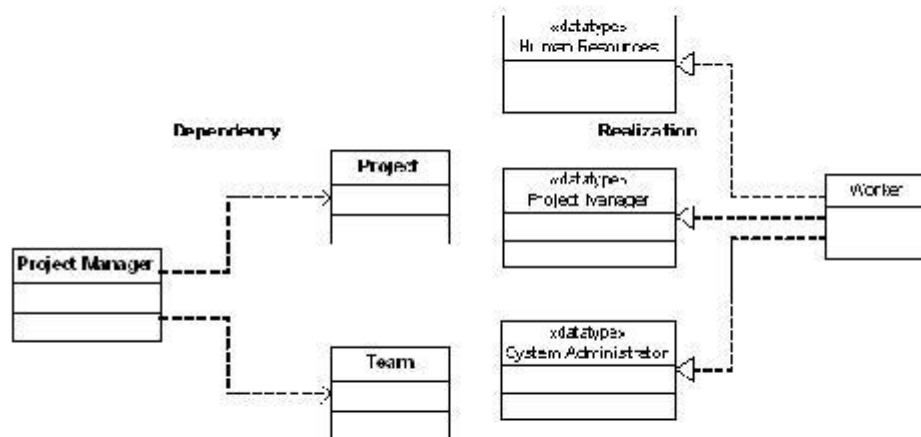 Dependency
Project Manager
Project
Team
Realization
«datatype»
Human Resources
«datatype»
Project Manager
«datatype»
System Administrator
Worker